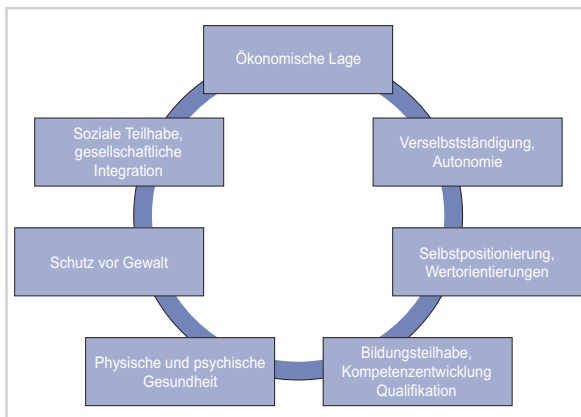 Ökonomische Lage
Soziale Teilhabe,
gesellschaftliche
Integration
Verselbstständigung,
Autonomie
Schutz vor Gewalt
Selbstpositionierung,
Wertorientierungen
Physische und psychische
Gesundheit
Bildungsteilhabe,
Kompetenzentwicklung
Qualifikation